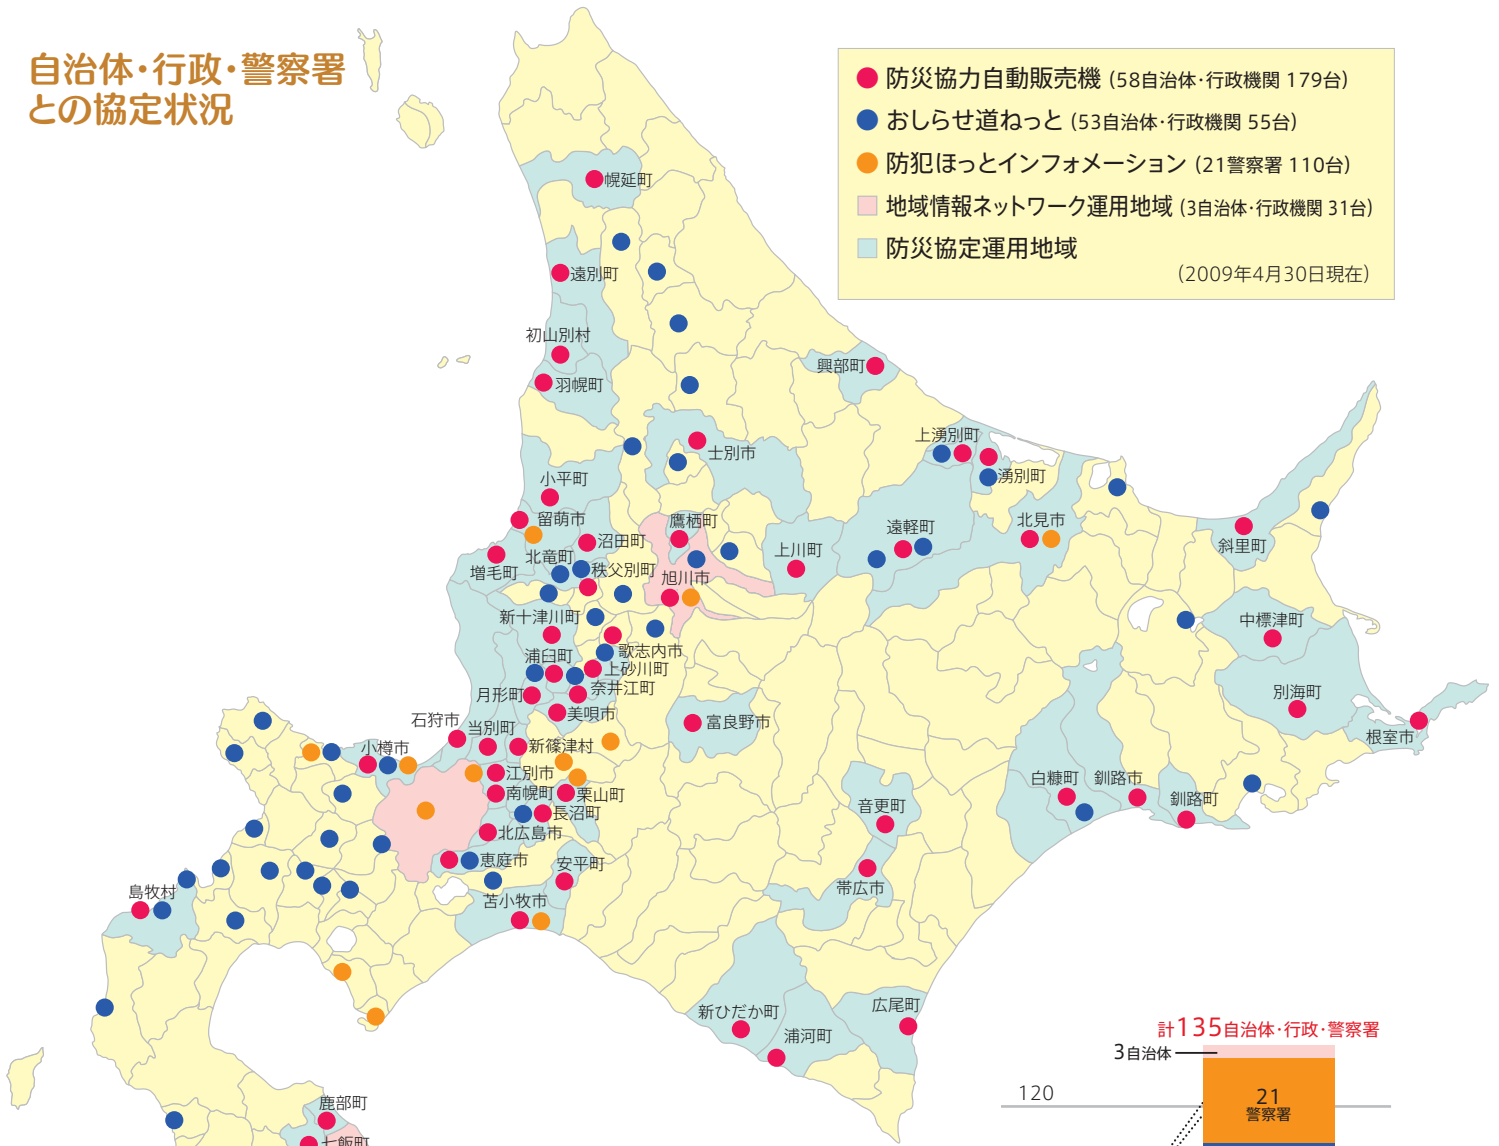 自治体・行政・警察署
との協定状況
防災協力自動販売機 (58自治体・行政機関 179台)
おしらせ道ねっと (53自治体・行政機関 55台)
防犯ほっとインフォメーション (21警察署 110台)
地域情報ネットワーク運用地域 (3自治体・行政機関 31台)
防災協定運用地域
(2009年4月30日現在)
幌延町
遠別町
初山別村
羽幌町
興部町
士別市
上湧別町
湧別町
小平町
留萌市
鷹栖町
遠軽町
北見市
沼田町
上川町
斜里町
北竜町
増毛町
秩父別町
旭川市
新十津川町
中標津町
歌志内市
浦臼町
上砂川町
奈井江町
月形町
別海町
美唄市
石狩市
当別町
富良野市
根室市
小樽市
新篠津村
江別市
白糠町
釧路市
南幌町
栗山町
釧路町
音更町
長沼町
北広島市
恵庭市
安平町
帯広市
島牧村
苫小牧市
新ひだか町
広尾町
浦河町
計135自治体・行政・警察署
3自治体
120
21
警察署
鹿部町
七飯町